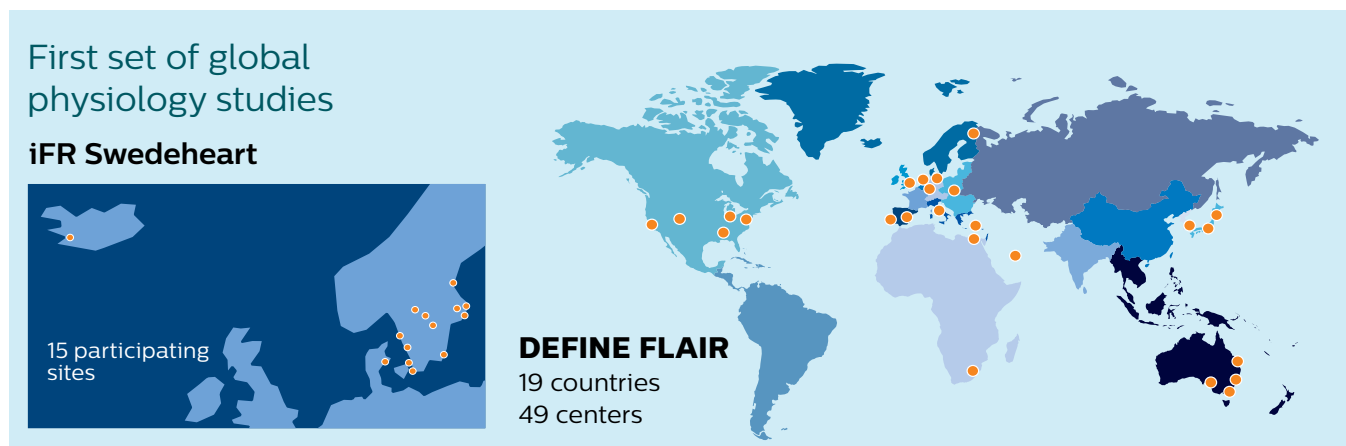 First set of global
physiology studies
iFR Swedeheart
15 participating
sites
DEFINE FLAIR
19 countries
49 centers